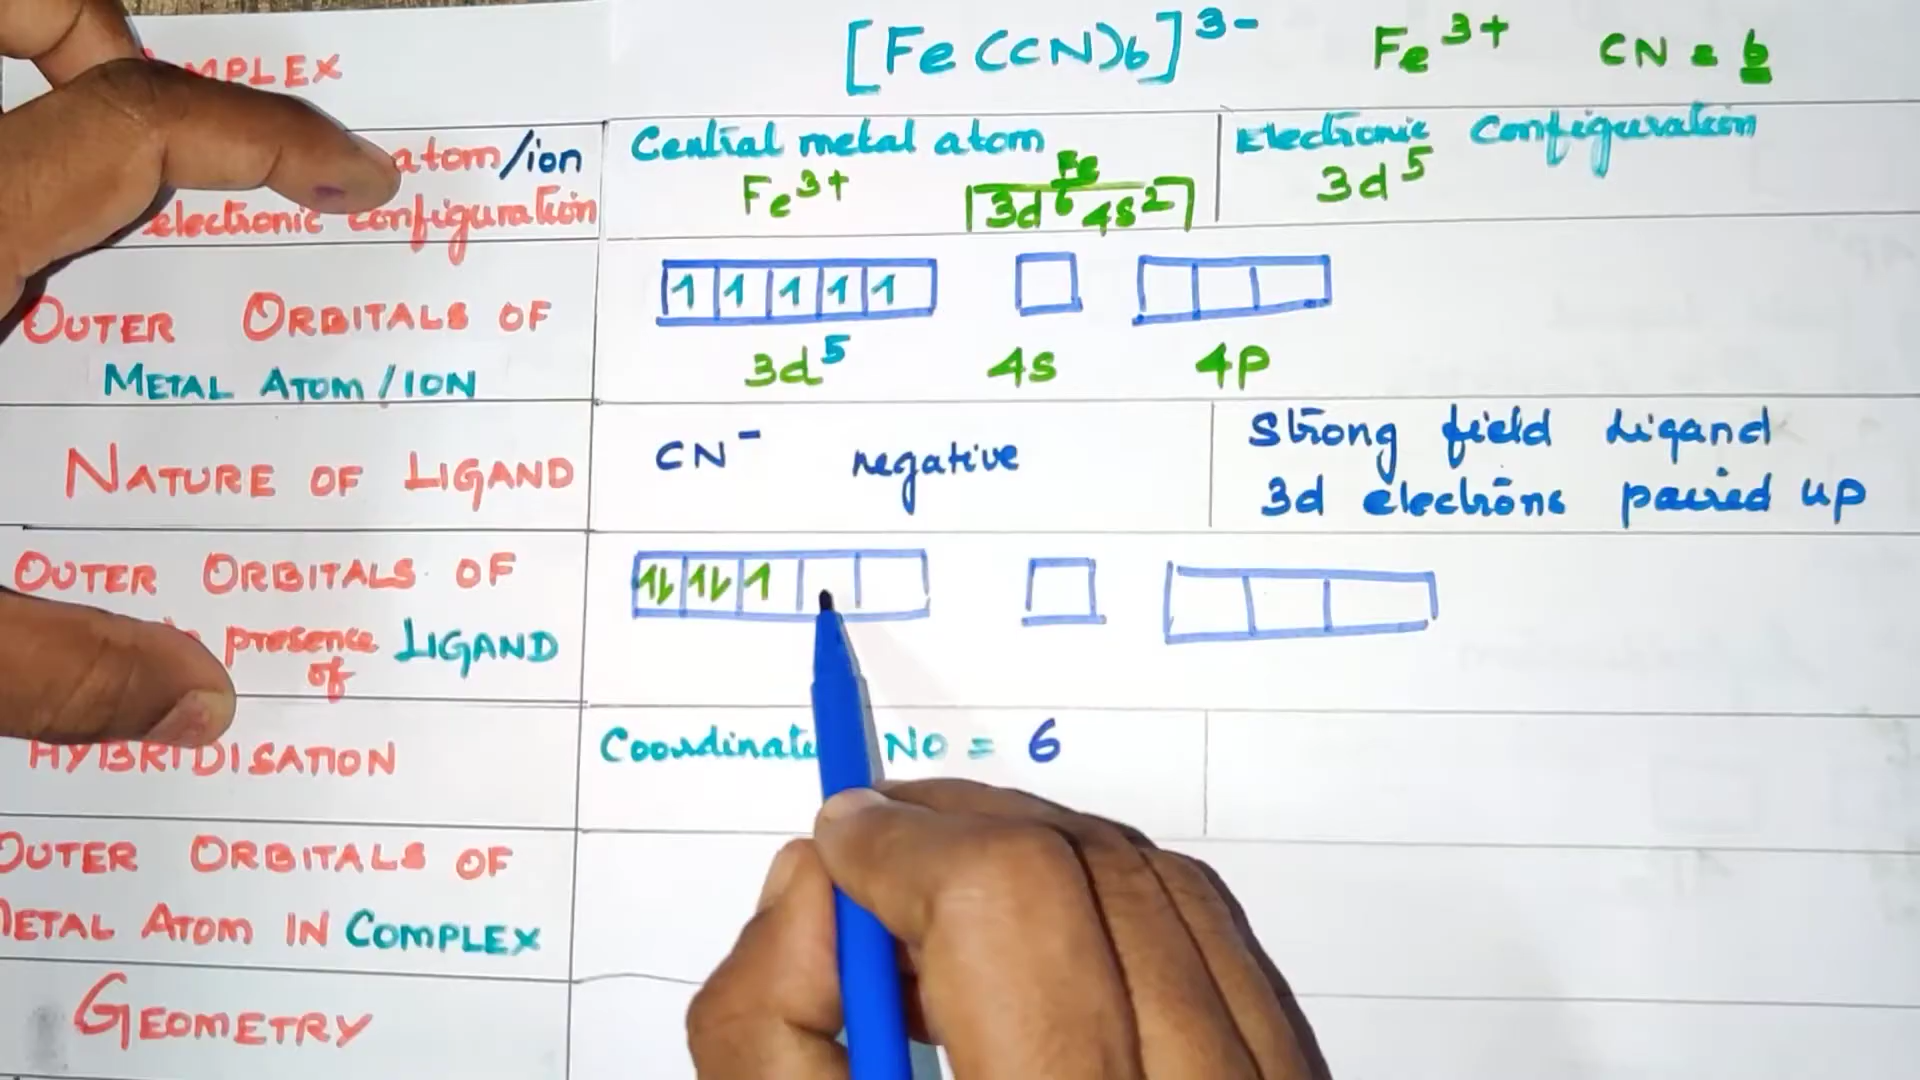 [Fe(CN)6]3- Fe3+ CN = 6
atom/ion
electronic configuration
Central metal atom
Fe3+
Fe
3d6 4s2
Electronic Configuration
3d5
OUTER ORBITALS OF
METAL ATOM/ION
1 1 1 1 1
3d5 4s 4p
NATURE OF LIGAND
CN- negative
Strong field Ligand
3d electrons paired up
OUTER ORBITALS OF
presence LIGAND
of
1⇂ 1⇂ 1
HYBRIDISATION
No = 6
OUTER ORBITALS OF
METAL ATOM IN COMPLEX
GEOMETRY